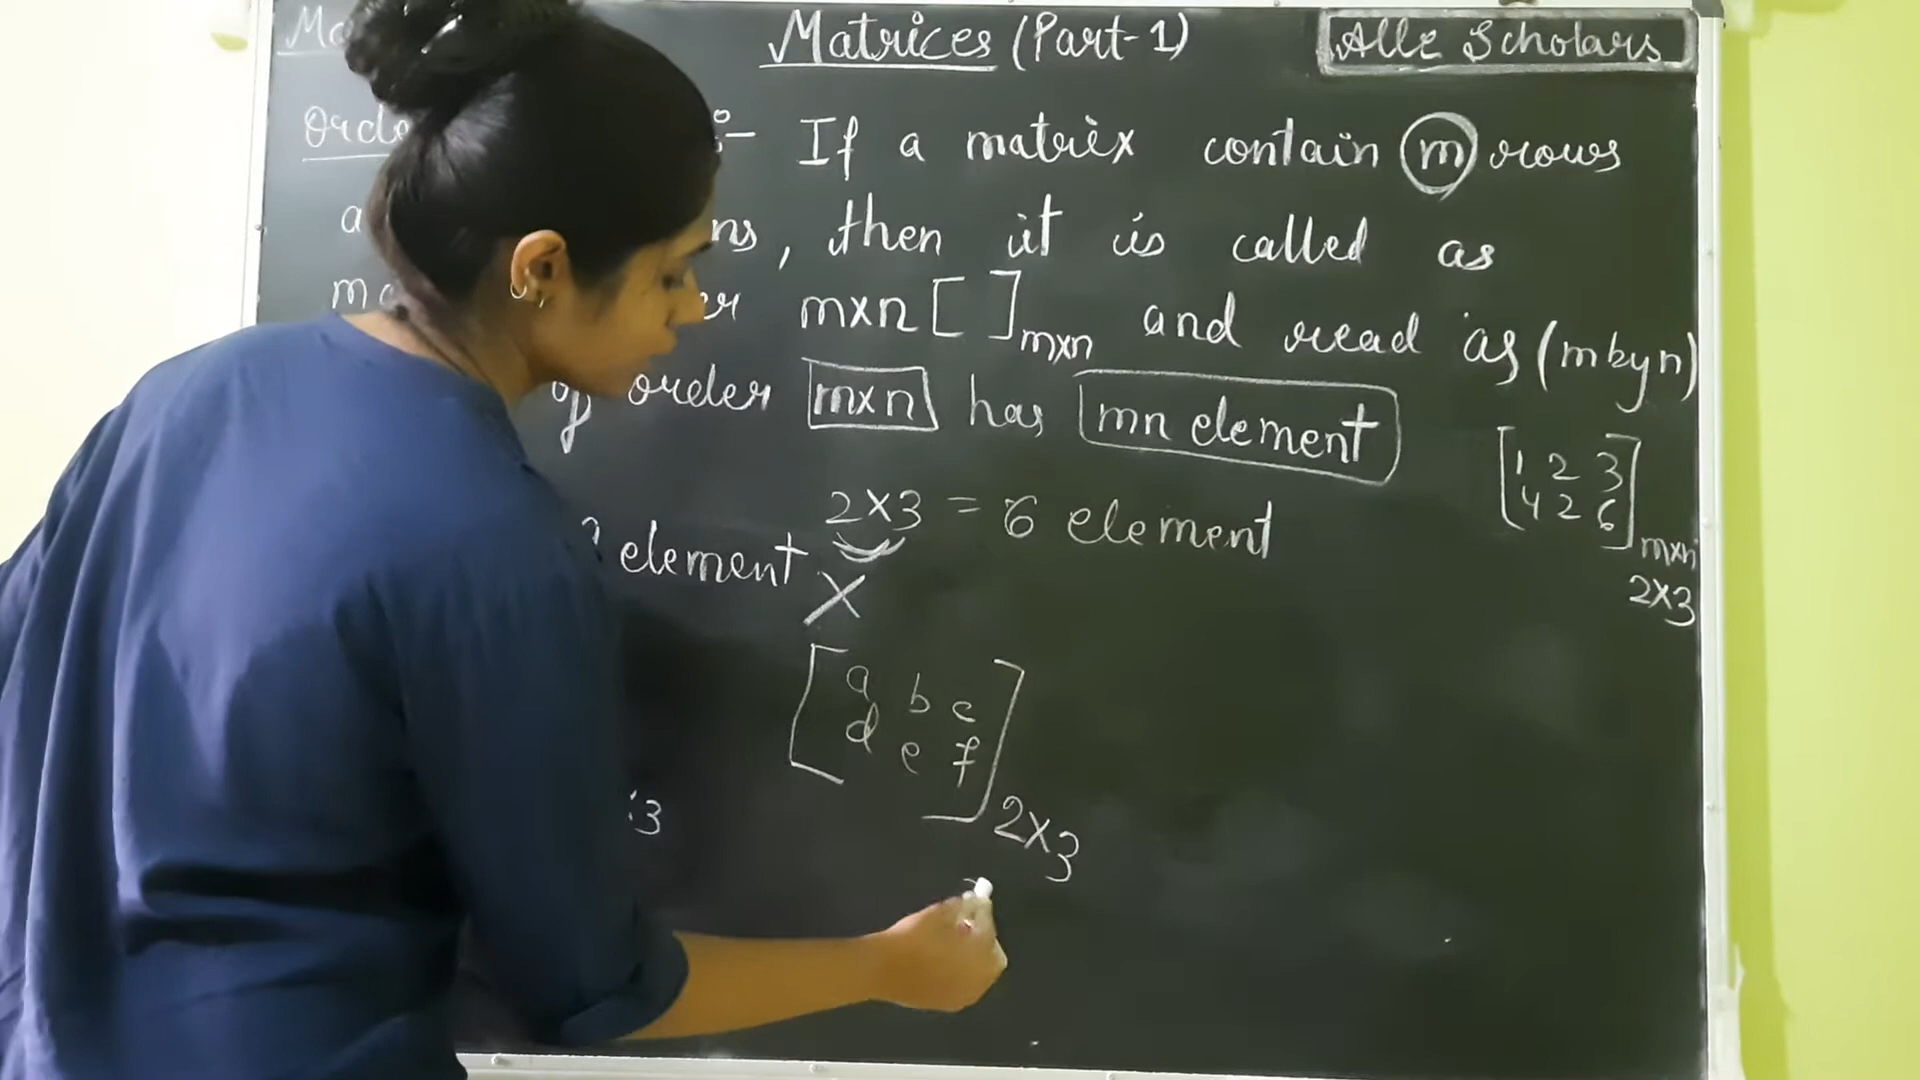 Matrices (Part-1)
Alle Scholars
:- If a matrix contain m rows
, then it is called as
mxn [ ]mxn and read as (m by n)
of order mxn has mn element
[1 2 3
4 2 6]mxn
2x3
2x3 = 6 element
element
X
[a b c
d e f]2x3
:3